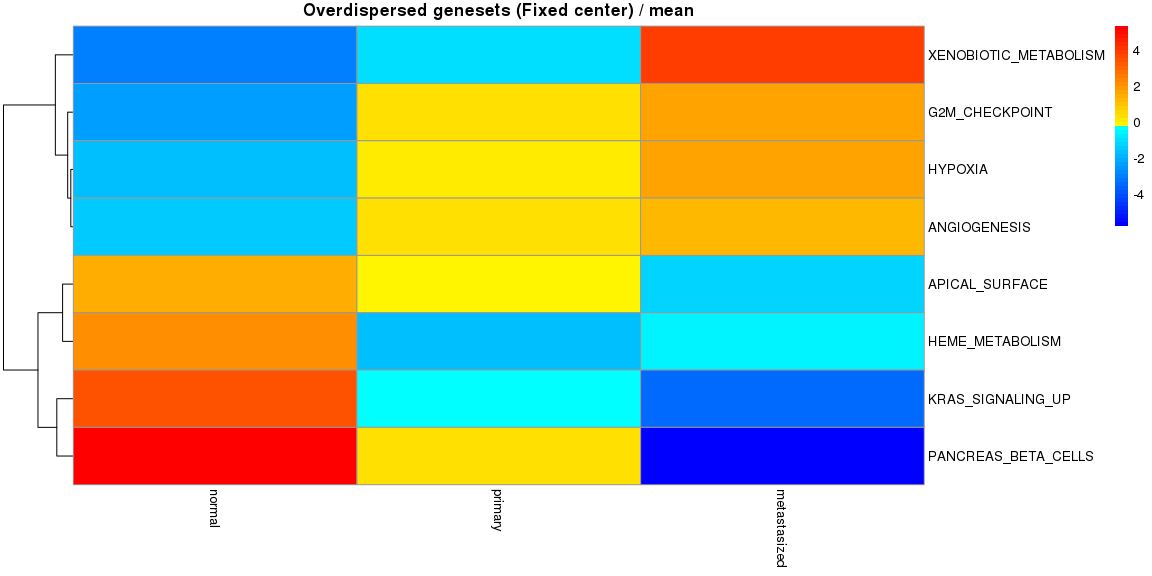 Overdispersed genesets (Fixed center) / mean
XENOBIOTIC_METABOLISM
G2M_CHECKPOINT
HYPOXIA
ANGIOGENESIS
APICAL_SURFACE
HEME_METABOLISM
KRAS_SIGNALING_UP
PANCREAS_BETA_CELLS
4
2
0
-2
-4
normal
primary
metastasized